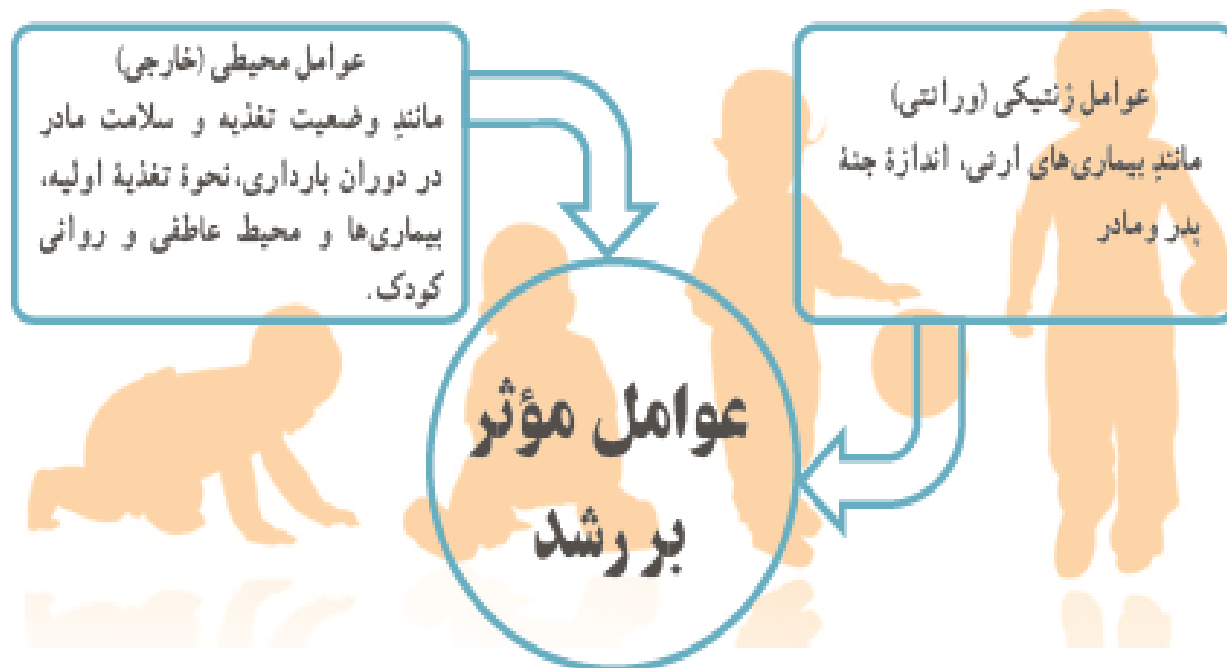 عوامل ژنتیکی (وراثتی)
مانندِ بیماری‌های ارثی، اندازهٔ جثهٔ
پدر ومادر
عوامل محیطی (خارجی)
مانندِ وضعیت تغذیه و سلامت مادر
در دوران بارداری،نحوهٔ تغذیهٔ اولیه،
بیماری‌ها و محیط عاطفی و روانی
کودک.
عوامل مؤثر
بر رشد